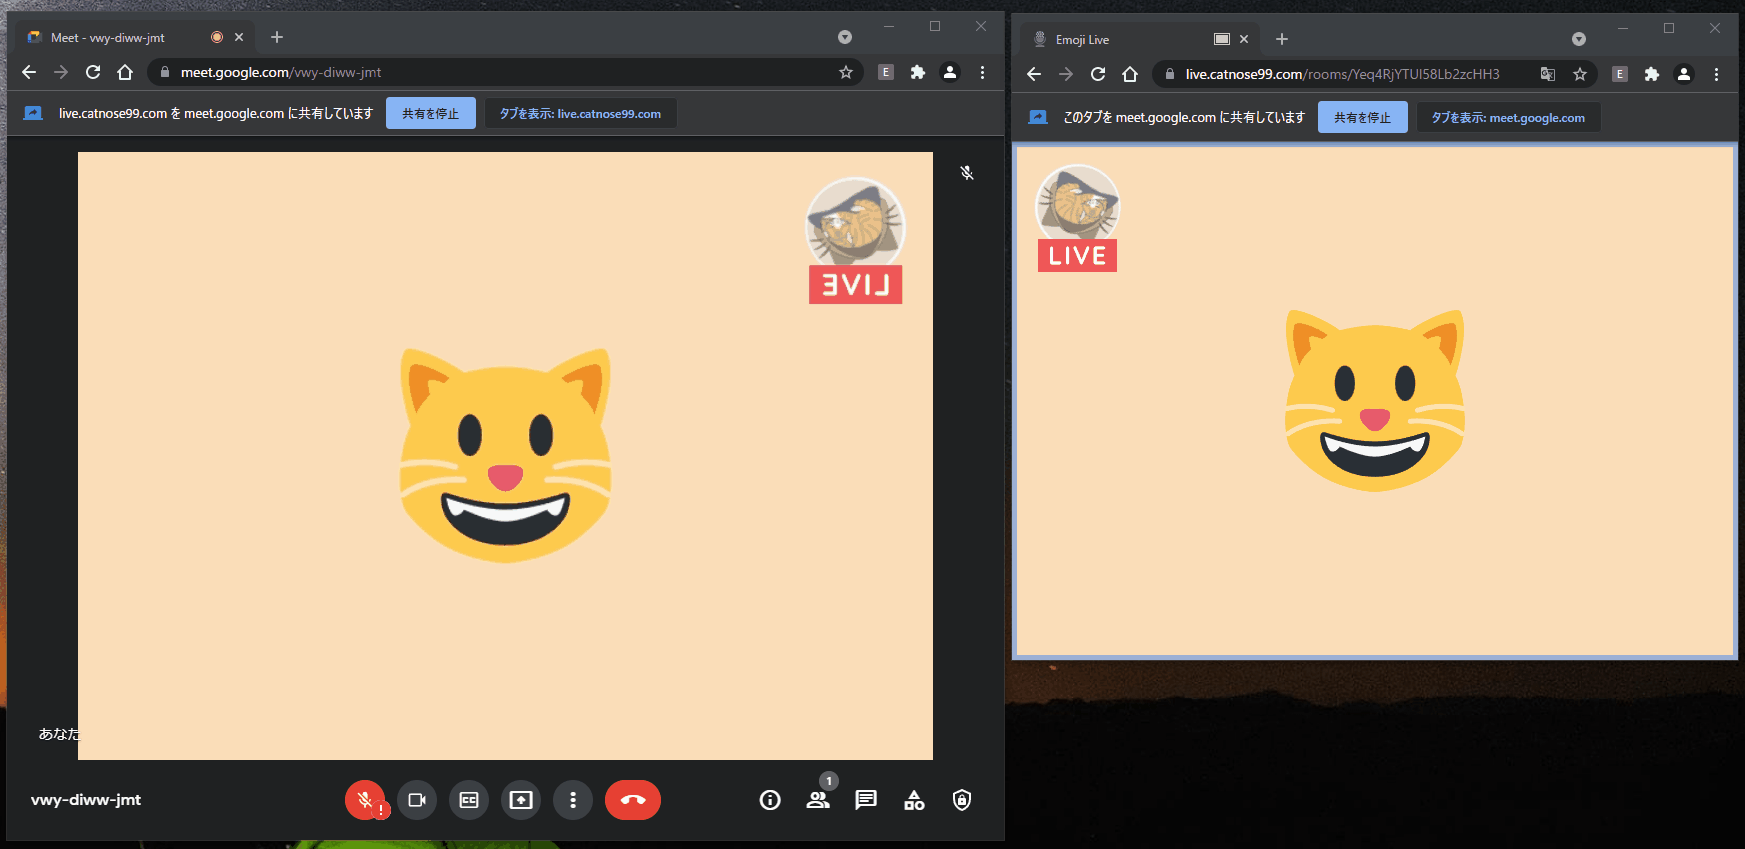 Meet - vwy-diww-jmt
meet.google.com/vwy-diww-jmt
E
live.catnose99.com を meet.google.com に共有しています
共有を停止
タブを表示: live.catnose99.com
LIVE
あなた
vwy-diww-jmt
CC
!
1
Emoji Live
live.catnose99.com/rooms/Yeq4RjYTUI58Lb2zcHH3
E
このタブを meet.google.com に共有しています
共有を停止
タブを表示: meet.google.com
LIVE